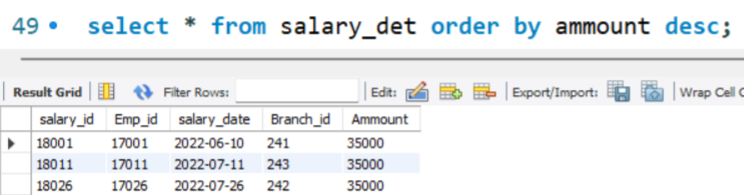 49 select * from salary_det order by ammount desc;
Result Grid Filter Rows: Edit: Export/Import: Wrap Cell C
salary_id Emp_id salary_date Branch_id Ammount
18001 17001 2022-06-10 241 35000
18011 17011 2022-07-11 243 35000
18026 17026 2022-07-26 242 35000